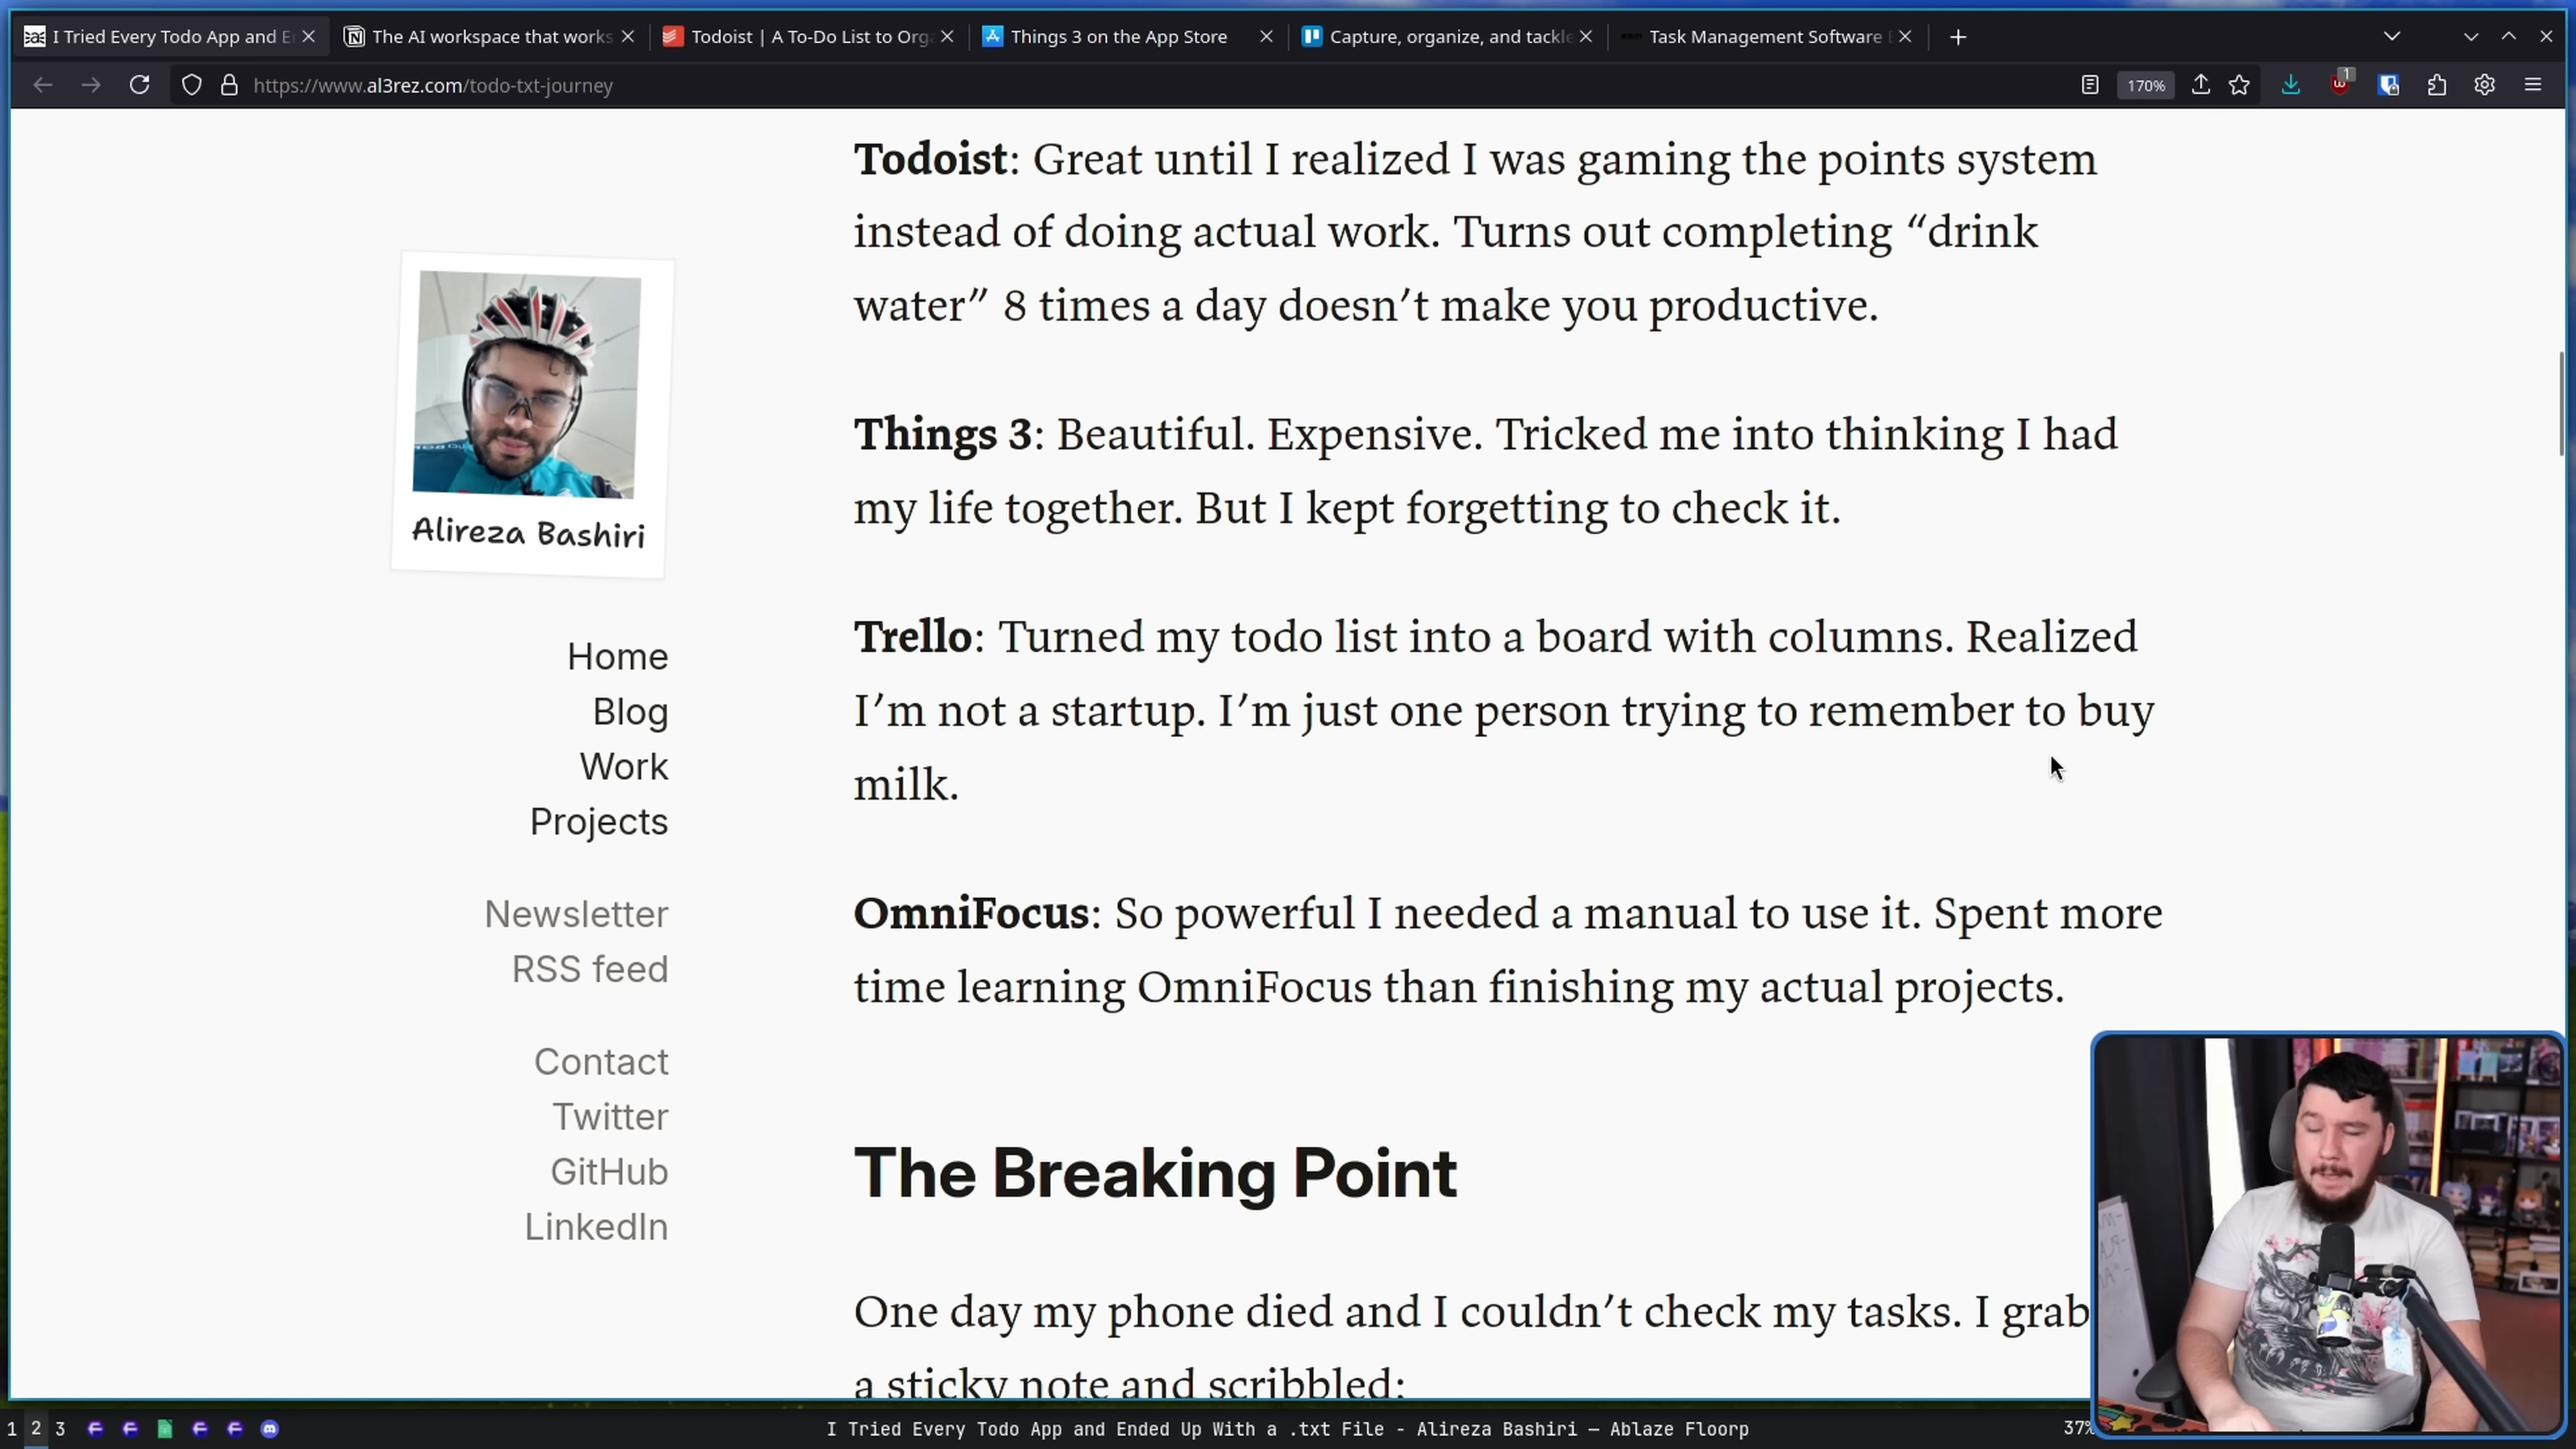 I Tried Every Todo App and E
The AI workspace that works
Todoist | A To-Do List to Orga
Things 3 on the App Store
Capture, organize, and tackle
Task Management Software
https://www.al3rez.com/todo-txt-journey
170%
1
Todoist: Great until I realized I was gaming the points system
instead of doing actual work. Turns out completing “drink
water” 8 times a day doesn’t make you productive.
Things 3: Beautiful. Expensive. Tricked me into thinking I had
my life together. But I kept forgetting to check it.
Trello: Turned my todo list into a board with columns. Realized
I’m not a startup. I’m just one person trying to remember to buy
milk.
OmniFocus: So powerful I needed a manual to use it. Spent more
time learning OmniFocus than finishing my actual projects.
The Breaking Point
One day my phone died and I couldn’t check my tasks. I grab
a sticky note and scribbled:
Alireza Bashiri
Home
Blog
Work
Projects
Newsletter
RSS feed
Contact
Twitter
GitHub
LinkedIn
1 2 3
I Tried Every Todo App and Ended Up With a .txt File - Alireza Bashiri — Ablaze Floorp
37%